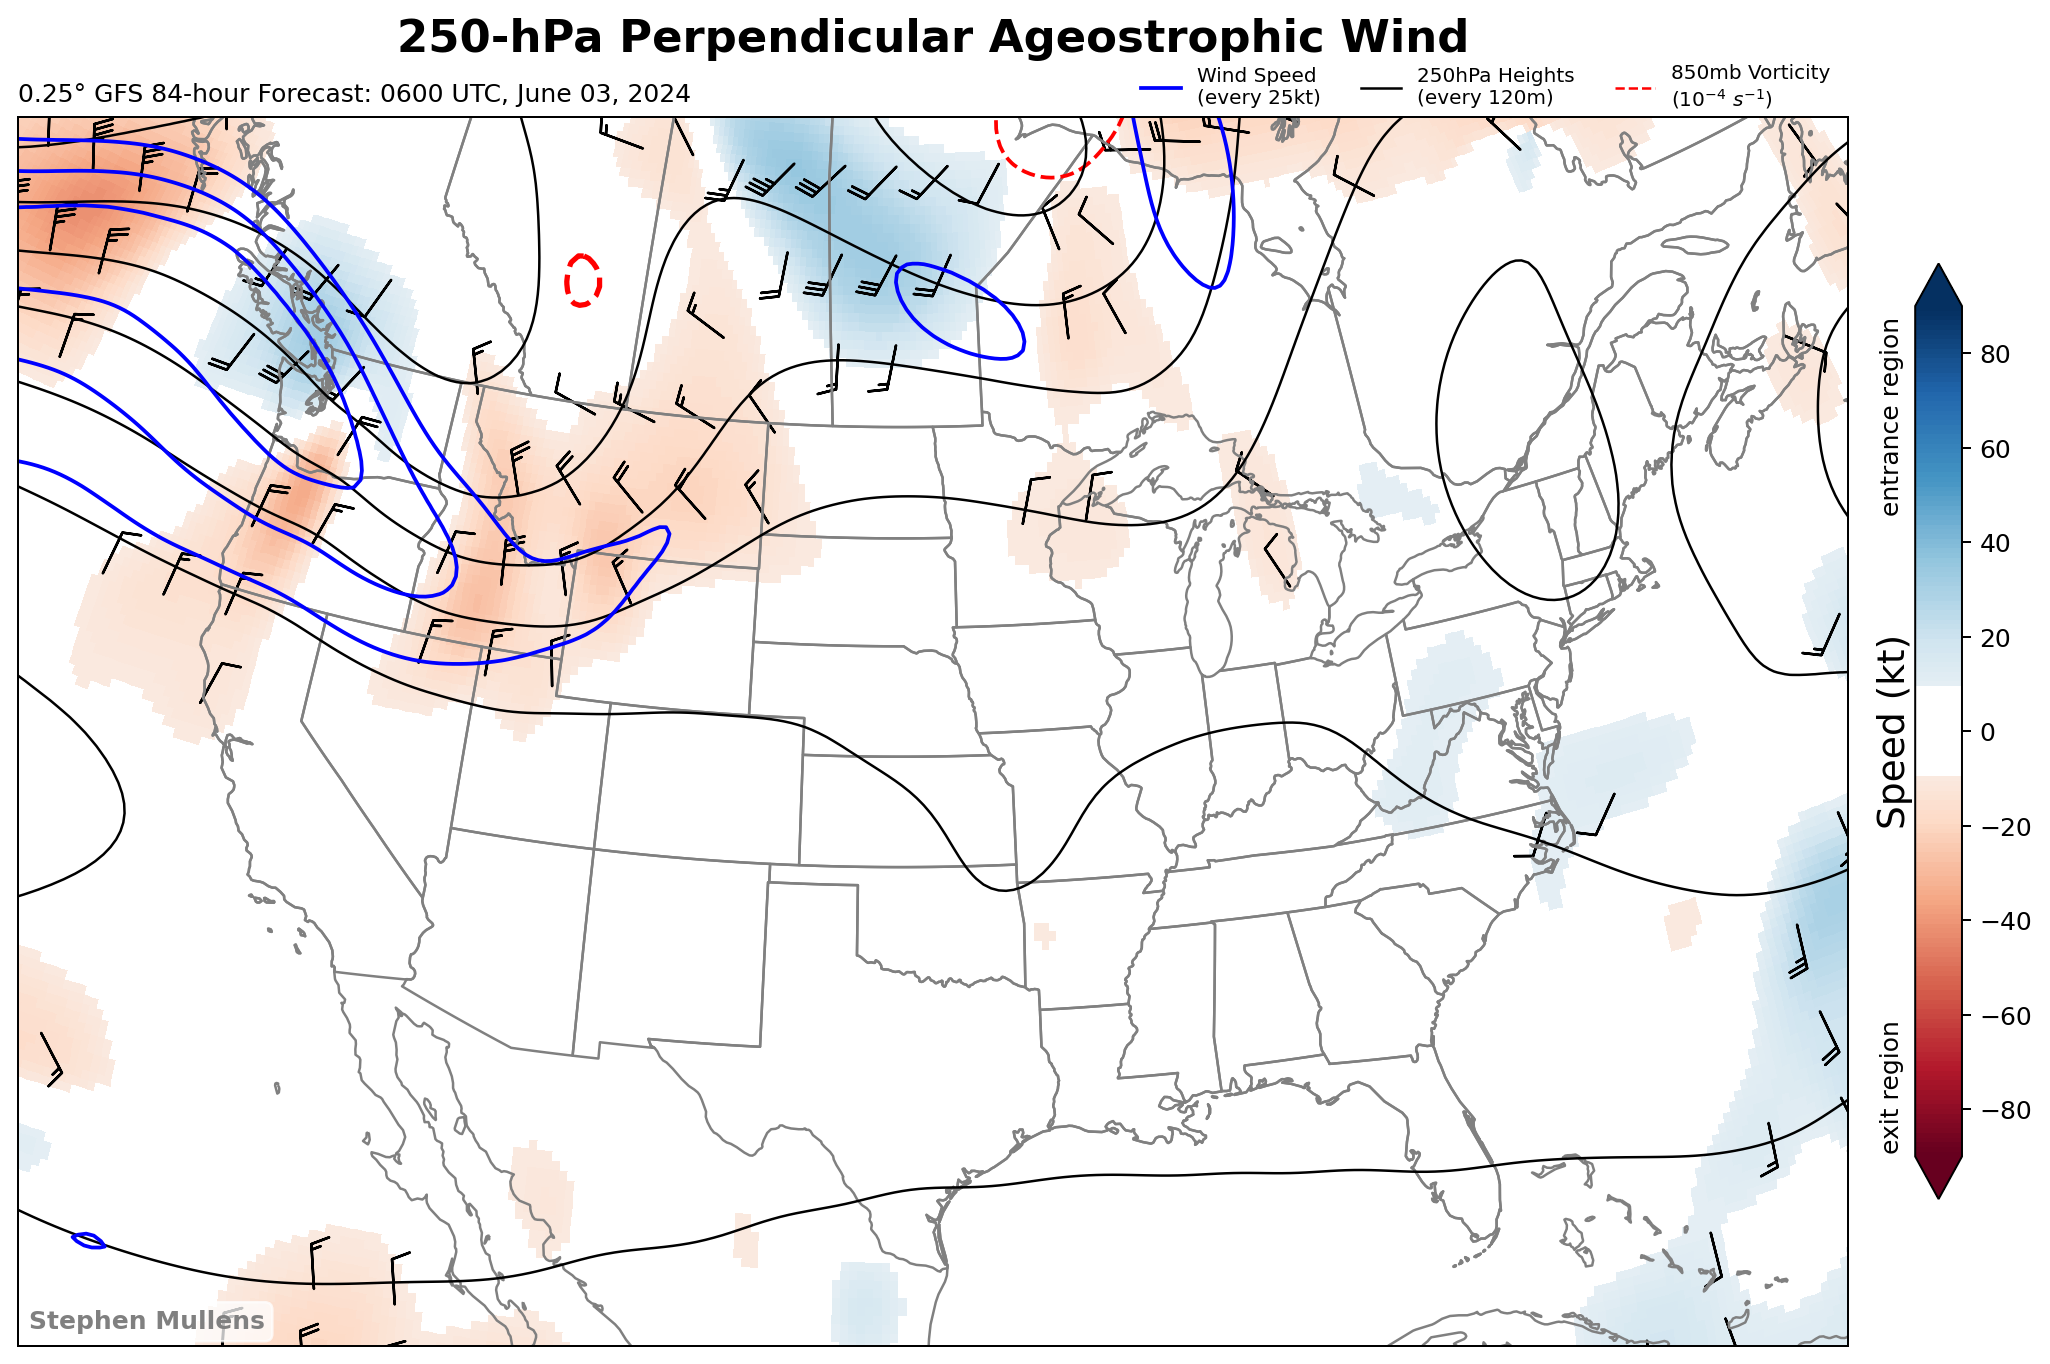 250-hPa Perpendicular Ageostrophic Wind
0.25° GFS 84-hour Forecast: 0600 UTC, June 03, 2024
Wind Speed
(every 25kt)
250hPa Heights
(every 120m)
850mb Vorticity
(10⁻⁴ s⁻¹)
entrance region
Speed (kt)
exit region
80
60
40
20
0
−20
−40
−60
−80
Stephen Mullens